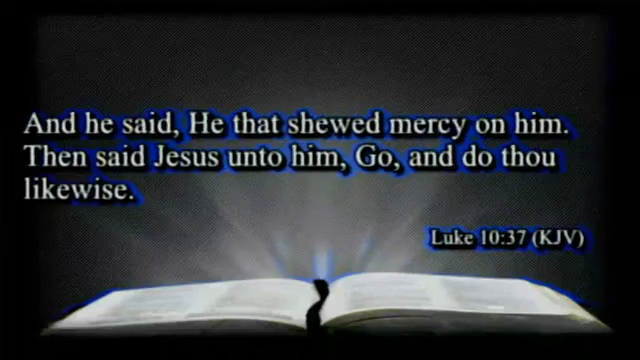 And he said, He that shewed mercy on him.
Then said Jesus unto him, Go, and do thou
likewise.
Luke 10:37 (KJV)